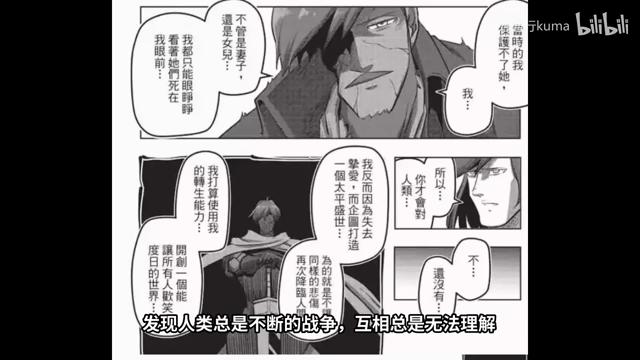 當時的我
保護不了她，
我…
不管是妻子，
還是女兒…
我都只能眼睜睜
看著她們死在
我眼前…
所以…
你才會對
人類…
不…
還沒有…
我反而因為失去
摯愛，而企圖打造
一個太平盛世…
為的就是不讓
同樣的悲傷
再次降臨人間
我打算使用我
的轉生能力…
開創一個能
讓所有人歡笑
度日的世界…
发现人类总是不断的战争，互相总是无法理解
kuma
bilibili